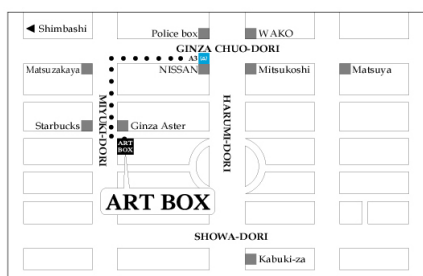 ◀ Shimbashi
Police box
WAKO
GINZA CHUO-DORI
A3
Matsuzakaya
NISSAN
Mitsukoshi
Matsuya
MIYUKI-DORI
HARUMI-DORI
Starbucks
Ginza Aster
ART
BOX
ART BOX
SHOWA-DORI
Kabuki-za